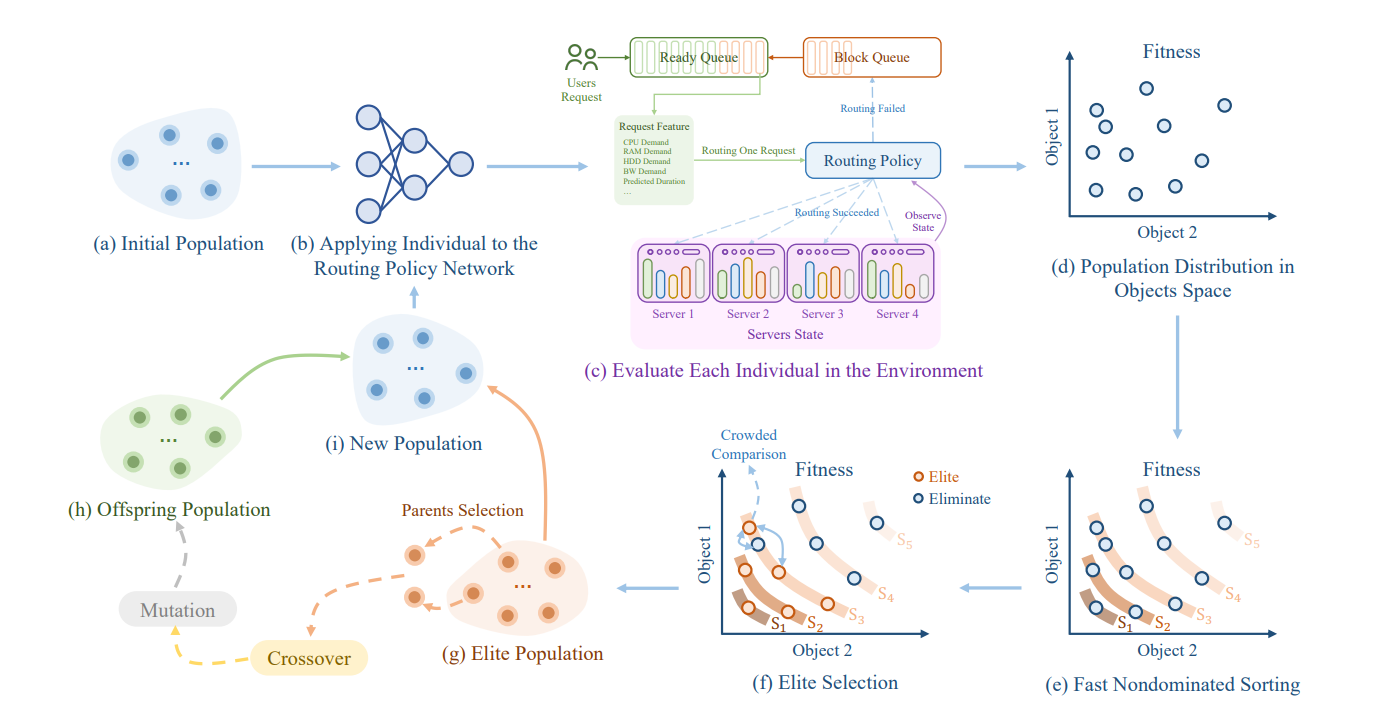 Users
Request
Ready Queue
Block Queue
Routing Failed
Request Feature
CPU Demand
RAM Demand
HDD Demand
BW Demand
Predicted Duration
...
Routing One Request
Routing Policy
Routing Succeeded
Observe
State
Server 1
Server 2
Server 3
Server 4
Servers State
(c) Evaluate Each Individual in the Environment
...
(a) Initial Population
(b) Applying Individual to the
Routing Policy Network
Fitness
Object 1
Object 2
(d) Population Distribution in
Objects Space
...
(i) New Population
...
(h) Offspring Population
Mutation
Crossover
Parents Selection
...
(g) Elite Population
Crowded
Comparison
Fitness
Elite
Eliminate
Object 1
S5
S4
S3
S1
S2
Object 2
(f) Elite Selection
Fitness
Object 1
S5
S4
S3
S1
S2
Object 2
(e) Fast Nondominated Sorting